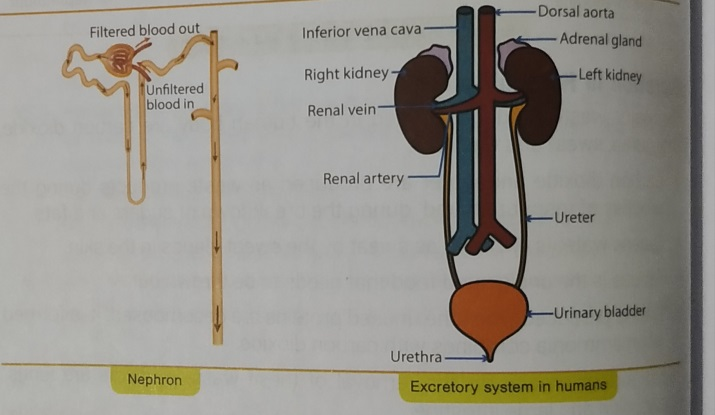 Filtered blood out
Unfiltered
blood in
Nephron
Inferior vena cava
Dorsal aorta
Adrenal gland
Right kidney
Left kidney
Renal vein
Renal artery
Ureter
Urinary bladder
Urethra
Excretory system in humans